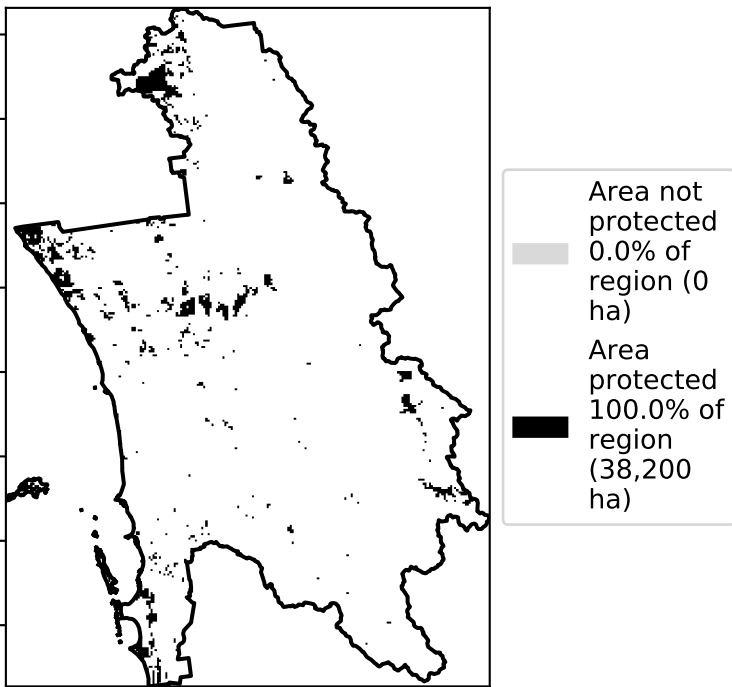 Area not
protected
0.0% of
region (0
ha)
Area
protected
100.0% of
region
(38,200
ha)